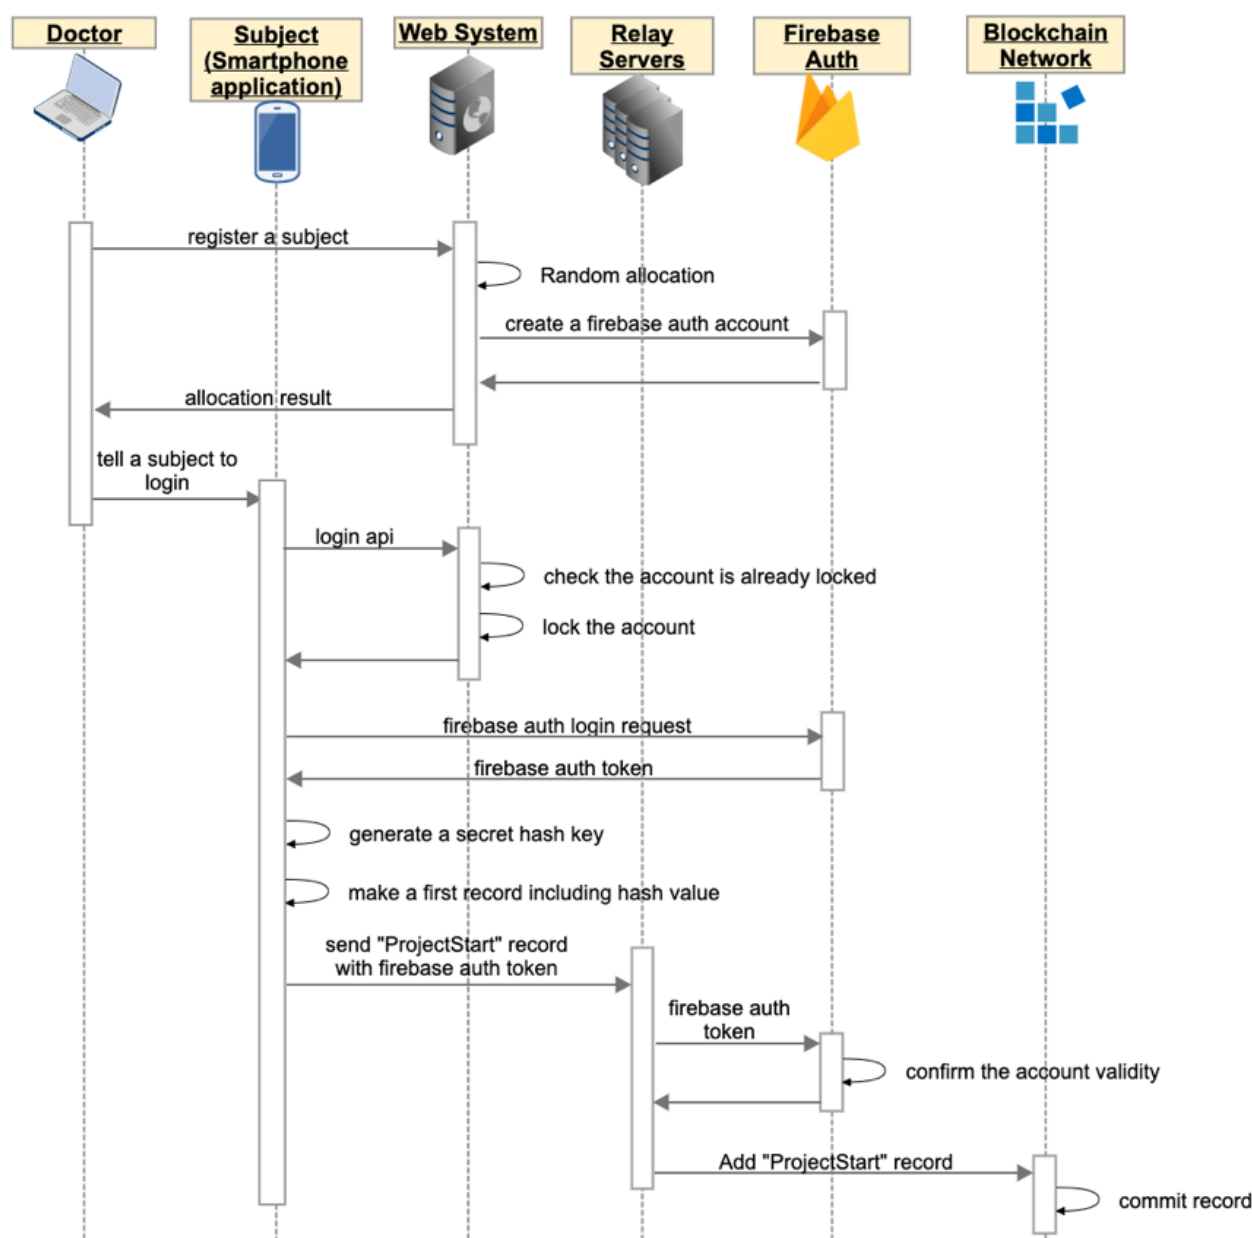 Doctor
Subject
(Smartphone
application)
Web System
Relay
Servers
Firebase
Auth
Blockchain
Network
register a subject
Random allocation
create a firebase auth account
allocation result
tell a subject to
login
login api
check the account is already locked
lock the account
firebase auth login request
firebase auth token
generate a secret hash key
make a first record including hash value
send "ProjectStart" record
with firebase auth token
firebase auth
token
confirm the account validity
Add "ProjectStart" record
commit record